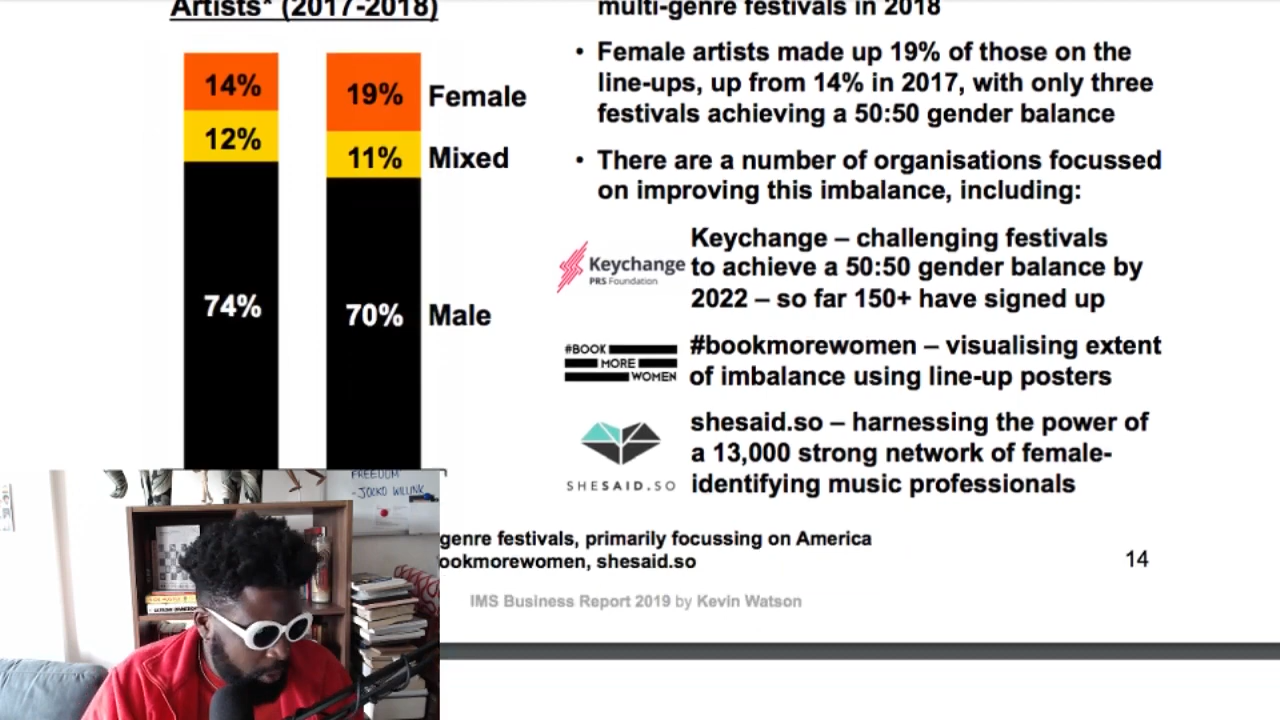 Artists* (2017-2018)
14%
12%
74%
19%
11%
70%
Female
Mixed
Male
multi-genre festivals in 2018
• Female artists made up 19% of those on the
line-ups, up from 14% in 2017, with only three
festivals achieving a 50:50 gender balance
• There are a number of organisations focussed
on improving this imbalance, including:
Keychange
PRS Foundation
Keychange – challenging festivals
to achieve a 50:50 gender balance by
2022 – so far 150+ have signed up
#BOOK
MORE
WOMEN
#bookmorewomen – visualising extent
of imbalance using line-up posters
SHESAID.SO
shesaid.so – harnessing the power of
a 13,000 strong network of female-
identifying music professionals
genre festivals, primarily focussing on America
ookmorewomen, shesaid.so
14
IMS Business Report 2019 by Kevin Watson
FREEDOM
-JOCKO WILLINK